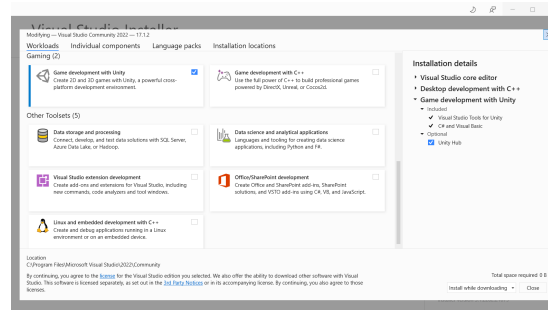 Visual Studio Installer
Modifying — Visual Studio Community 2022 — 17.1.2
Workloads Individual components Language packs Installation locations
Gaming (2)
Game development with Unity
Create 2D and 3D games with Unity, a powerful cross-
platform development environment.
Game development with C++
Use the full power of C++ to build professional games
powered by DirectX, Unreal, or Cocos2d.
Other Toolsets (5)
Data storage and processing
Connect, develop, and test data solutions with SQL Server,
Azure Data Lake, or Hadoop.
Data science and analytical applications
Languages and tooling for creating data science
applications, including Python and F#.
Visual Studio extension development
Create add-ons and extensions for Visual Studio, including
new commands, code analyzers and tool windows.
Office/SharePoint development
Create Office and SharePoint add-ins, SharePoint
solutions, and VSTO add-ins using C#, VB, and JavaScript.
Linux and embedded development with C++
Create and debug applications running in a Linux
environment or on an embedded device.
Installation details
Visual Studio core editor
Desktop development with C++
Game development with Unity
Included
Visual Studio Tools for Unity
C# and Visual Basic
Optional
Unity Hub
Location
C:\Program Files\Microsoft Visual Studio\2022\Community
By continuing, you agree to the license for the Visual Studio edition you selected. We also offer the ability to download other software with Visual
Studio. This software is licensed separately, as set out in the 3rd Party Notices or in its accompanying license. By continuing, you also agree to those
licenses.
Total space required 0 B
Install while downloading Close